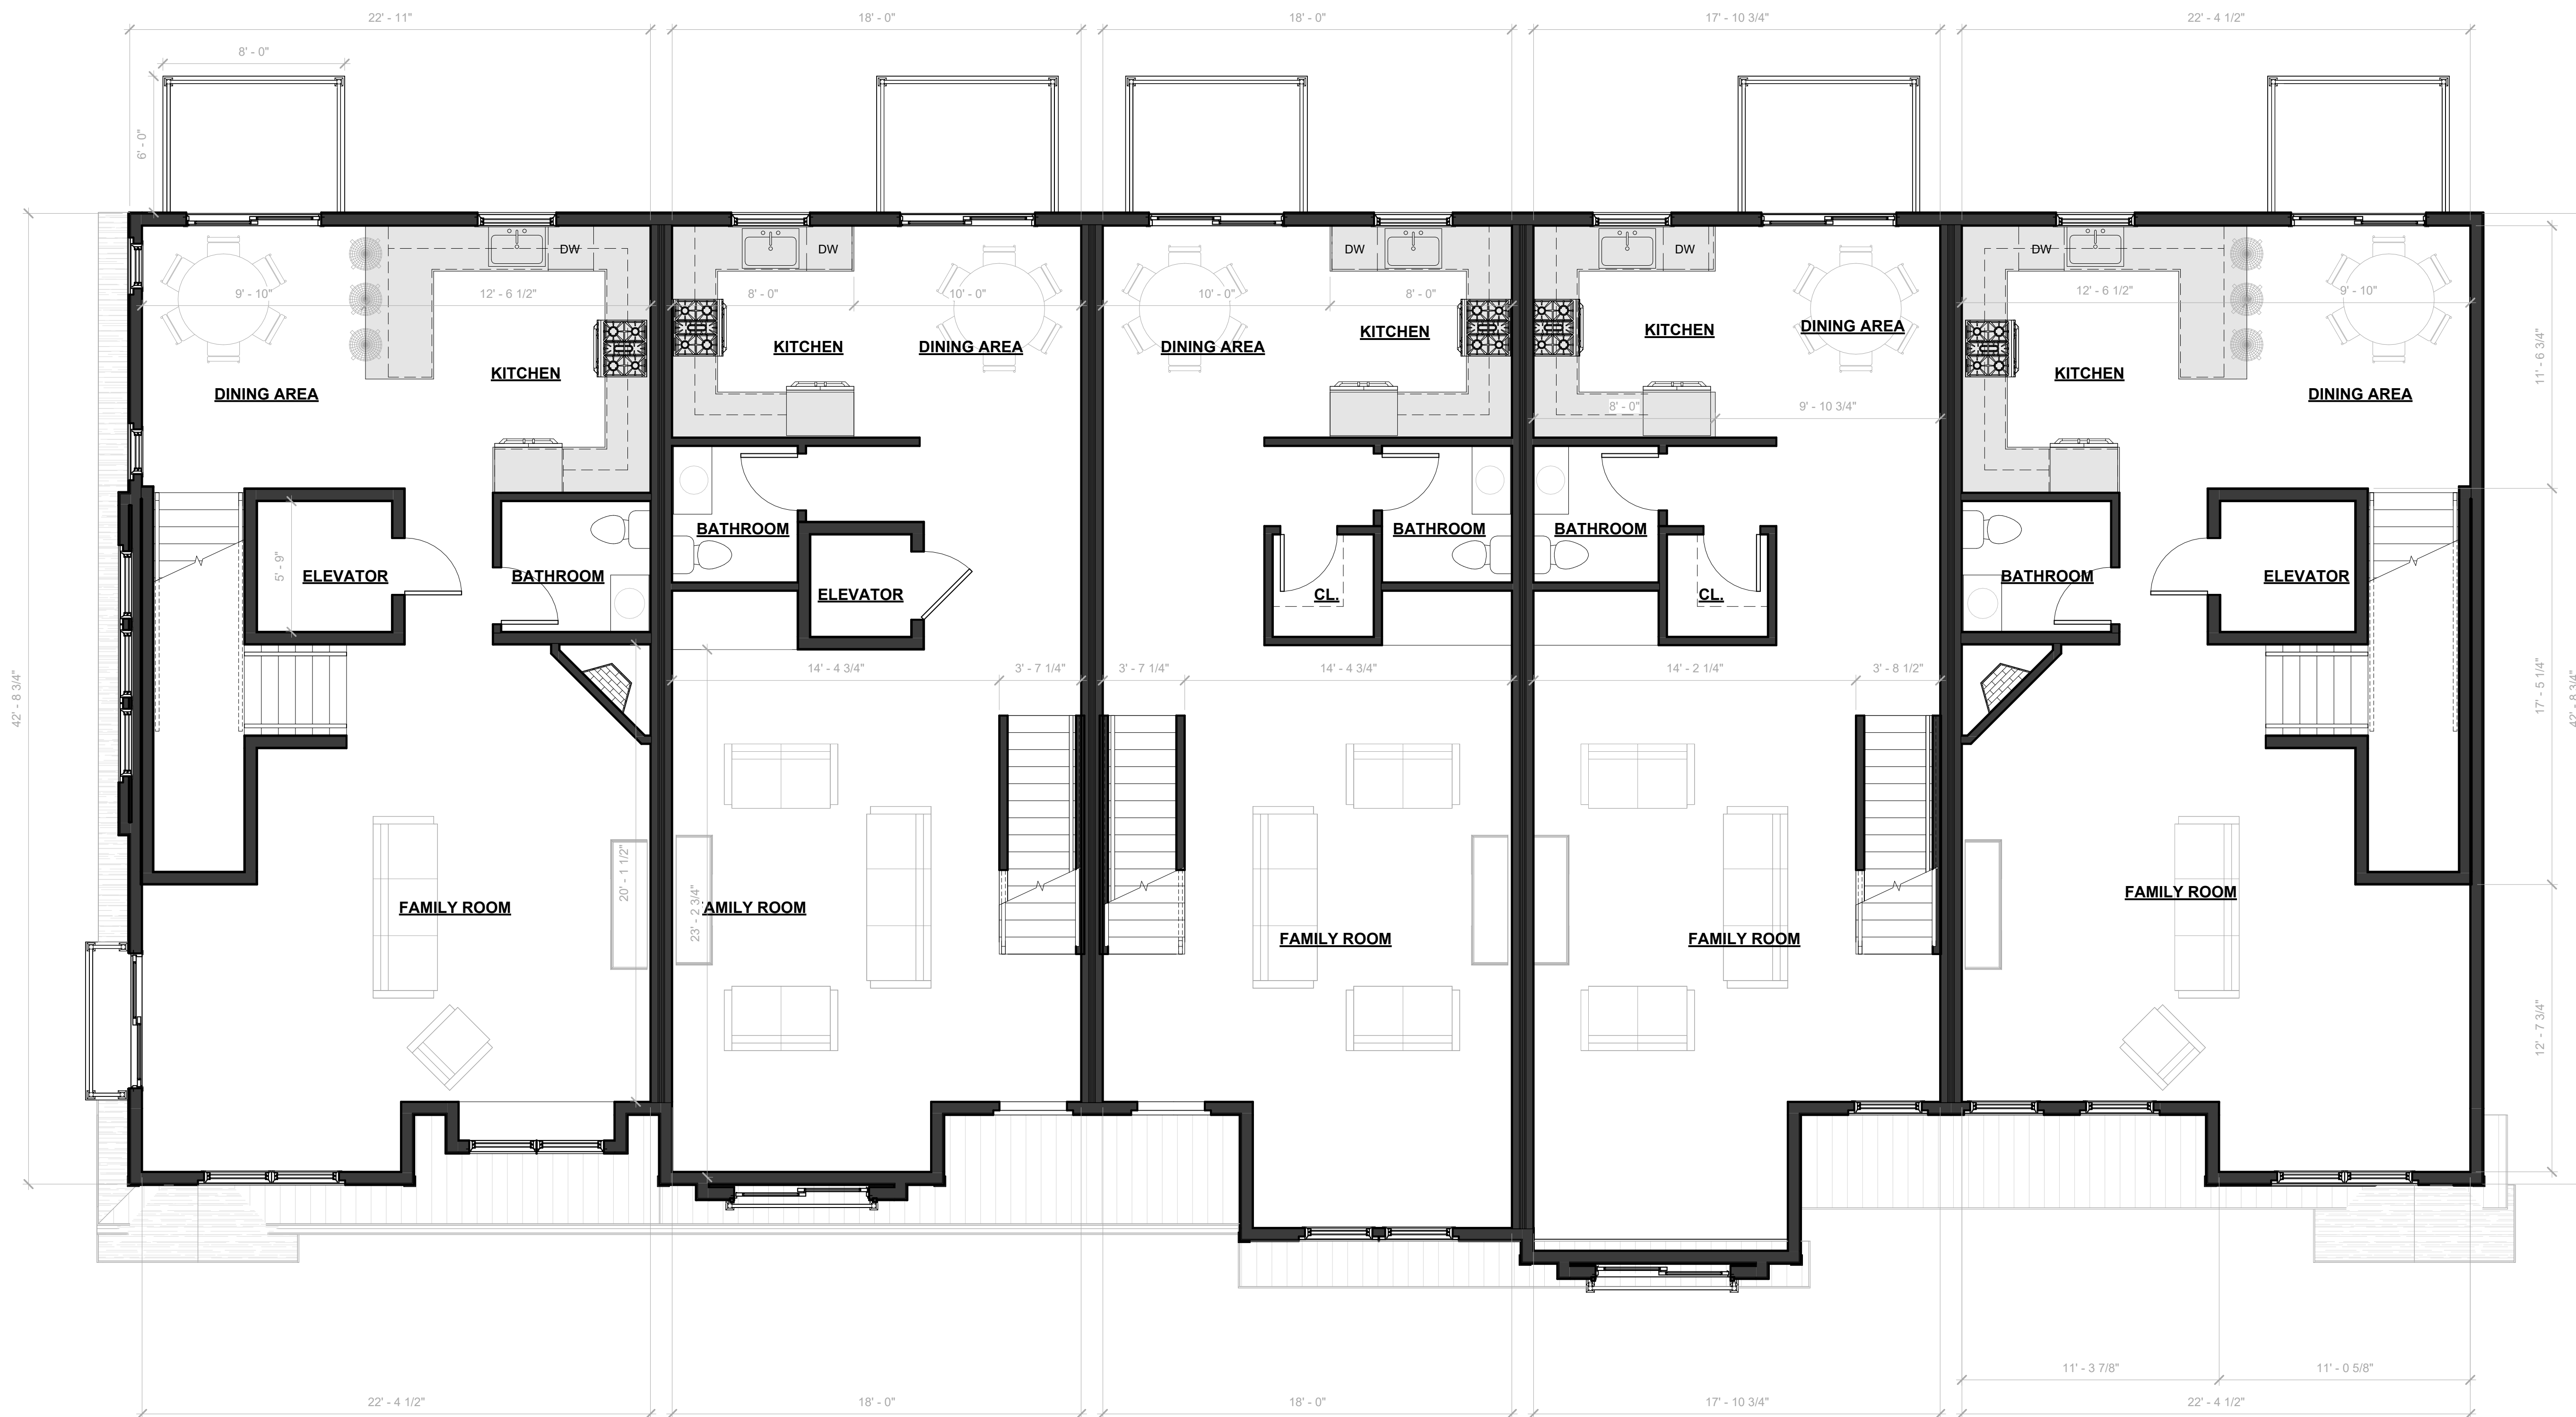 22' - 11"
18' - 0"
18' - 0"
17' - 10 3/4"
22' - 4 1/2"
8' - 0"
6' - 0"
DW
DW
DW
DW
DW
9' - 10"
12' - 6 1/2"
8' - 0"
10' - 0"
10' - 0"
8' - 0"
12' - 6 1/2"
9' - 10"
KITCHEN
DINING AREA
DINING AREA
KITCHEN
KITCHEN
DINING AREA
11' - 6 3/4"
KITCHEN
DINING AREA
KITCHEN
DINING AREA
8' - 0"
9' - 10 3/4"
BATHROOM
BATHROOM
BATHROOM
5' - 9"
ELEVATOR
BATHROOM
ELEVATOR
CL.
CL.
BATHROOM
ELEVATOR
42' - 8 3/4"
14' - 4 3/4"
3' - 7 1/4"
3' - 7 1/4"
14' - 4 3/4"
14' - 2 1/4"
3' - 8 1/2"
17' - 5 1/4"
42' - 8 3/4"
20' - 1 1/2"
23' - 2 3/4"
FAMILY ROOM
AMILY ROOM
FAMILY ROOM
FAMILY ROOM
FAMILY ROOM
12' - 7 3/4"
11' - 3 7/8"
11' - 0 5/8"
22' - 4 1/2"
18' - 0"
18' - 0"
17' - 10 3/4"
22' - 4 1/2"